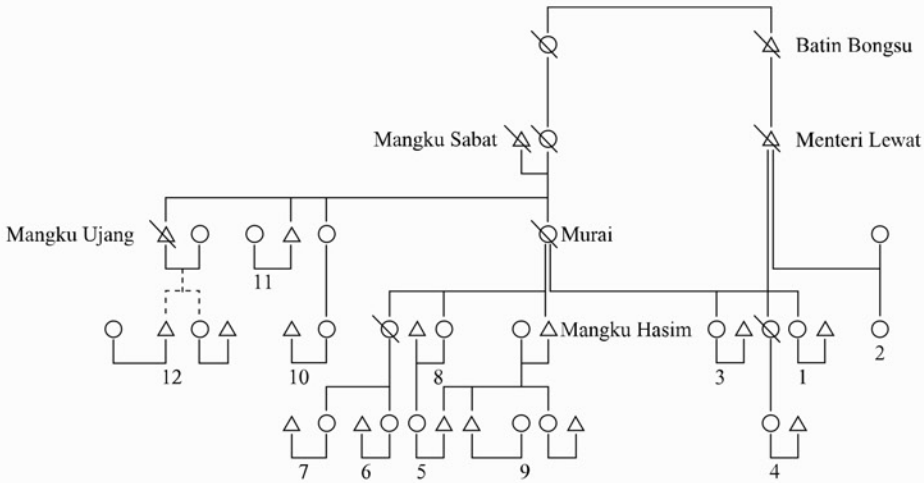 Batin Bongsu
Mangku Sabat
Menteri Lewat
Mangku Ujang
Murai
11
Mangku Hasim
12
10
8
3
1
2
7
6
5
9
4